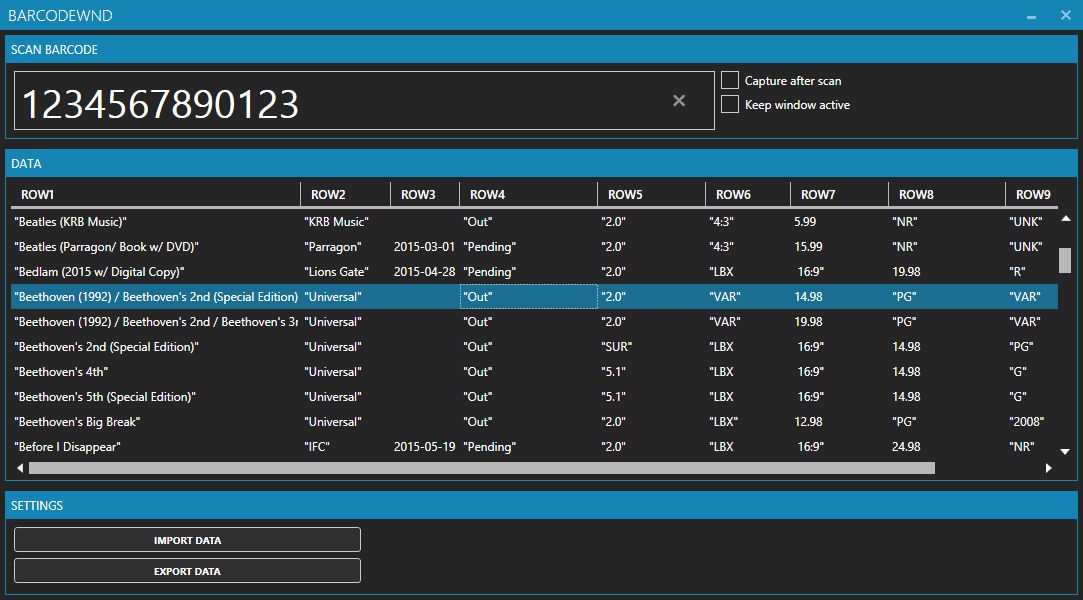 BARCODEWND
SCAN BARCODE
1234567890123
Capture after scan
Keep window active
DATA
ROW1 ROW2 ROW3 ROW4 ROW5 ROW6 ROW7 ROW8 ROW9
"Beatles (KRB Music)" "KRB Music" "Out" "2.0" "4:3" 5.99 "NR" "UNK"
"Beatles (Parragon/ Book w/ DVD)" "Parragon" 2015-03-01 "Pending" "2.0" "4:3" 15.99 "NR" "UNK"
"Bedlam (2015 w/ Digital Copy)" "Lions Gate" 2015-04-28 "Pending" "2.0" "LBX 16:9" 19.98 "R"
"Beethoven (1992) / Beethoven's 2nd (Special Edition) "Universal" "Out" "2.0" "VAR" 14.98 "PG" "VAR"
"Beethoven (1992) / Beethoven's 2nd / Beethoven's 3r "Universal" "Out" "2.0" "VAR" 19.98 "PG" "VAR"
"Beethoven's 2nd (Special Edition)" "Universal" "Out" "SUR" "LBX 16:9" 14.98 "PG"
"Beethoven's 4th" "Universal" "Out" "5.1" "LBX 16:9" 14.98 "G"
"Beethoven's 5th (Special Edition)" "Universal" "Out" "5.1" "LBX 16:9" 14.98 "G"
"Beethoven's Big Break" "Universal" "Out" "2.0" "LBX" 12.98 "PG" "2008"
"Before I Disappear" "IFC" 2015-05-19 "Pending" "2.0" "LBX 16:9" 24.98 "NR"
SETTINGS
IMPORT DATA
EXPORT DATA